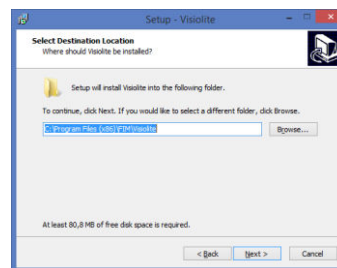 Setup - Visiolite
Select Destination Location
Where should Visiolite be installed?
Setup will install Visiolite into the following folder.
To continue, click Next. If you would like to select a different folder, click Browse.
C:\Program Files (x86)\FIM\Visiolite
Browse...
At least 80,8 MB of free disk space is required.
< Back
Next >
Cancel